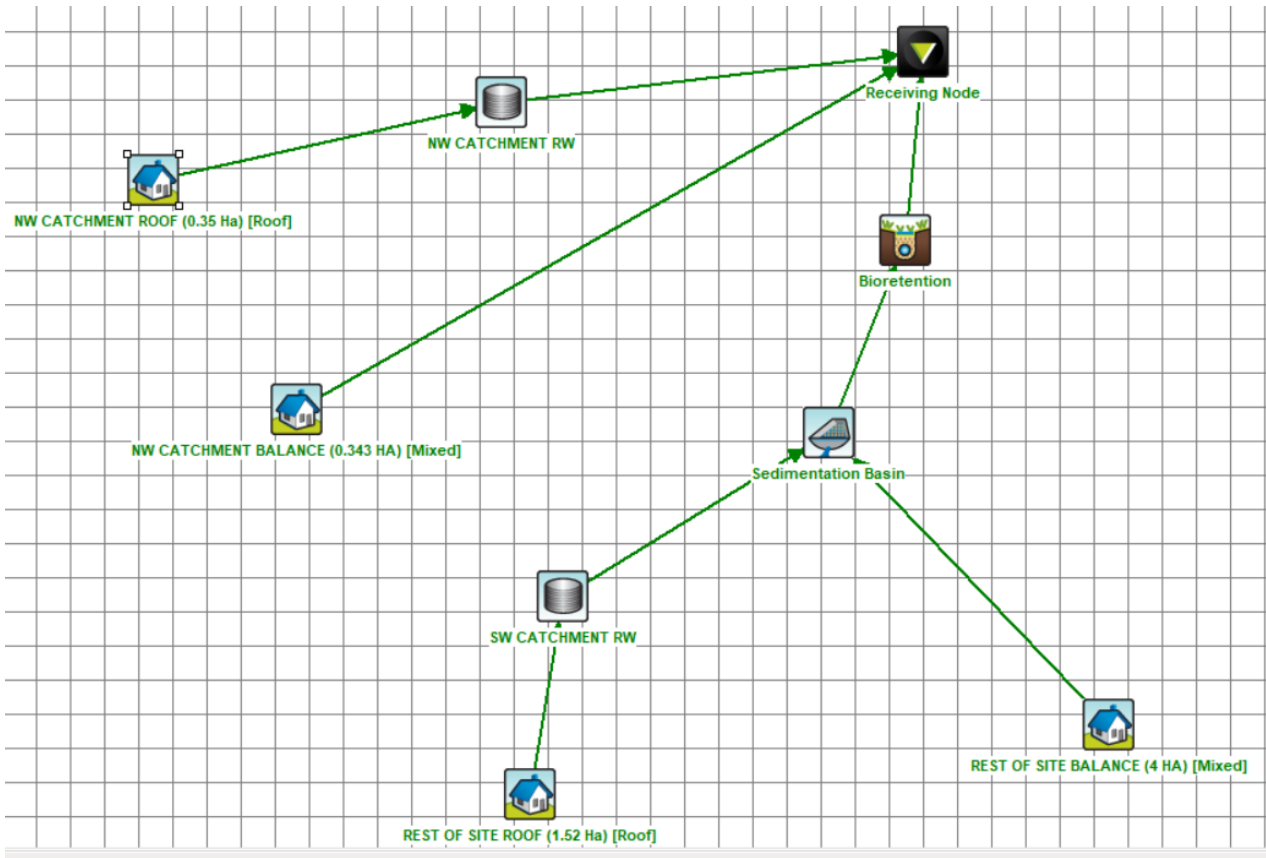 Receiving Node
NW CATCHMENT RW
NW CATCHMENT ROOF (0.35 Ha) [Roof]
Bioretention
NW CATCHMENT BALANCE (0.343 HA) [Mixed]
Sedimentation Basin
SW CATCHMENT RW
REST OF SITE BALANCE (4 HA) [Mixed]
REST OF SITE ROOF (1.52 Ha) [Roof]